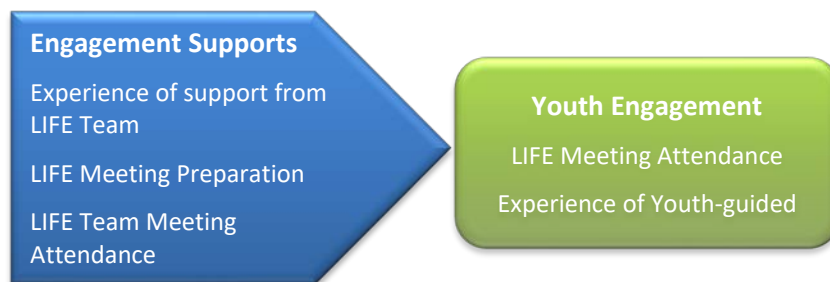 Engagement Supports
Experience of support from
LIFE Team
LIFE Meeting Preparation
LIFE Team Meeting
Attendance
Youth Engagement
LIFE Meeting Attendance
Experience of Youth-guided